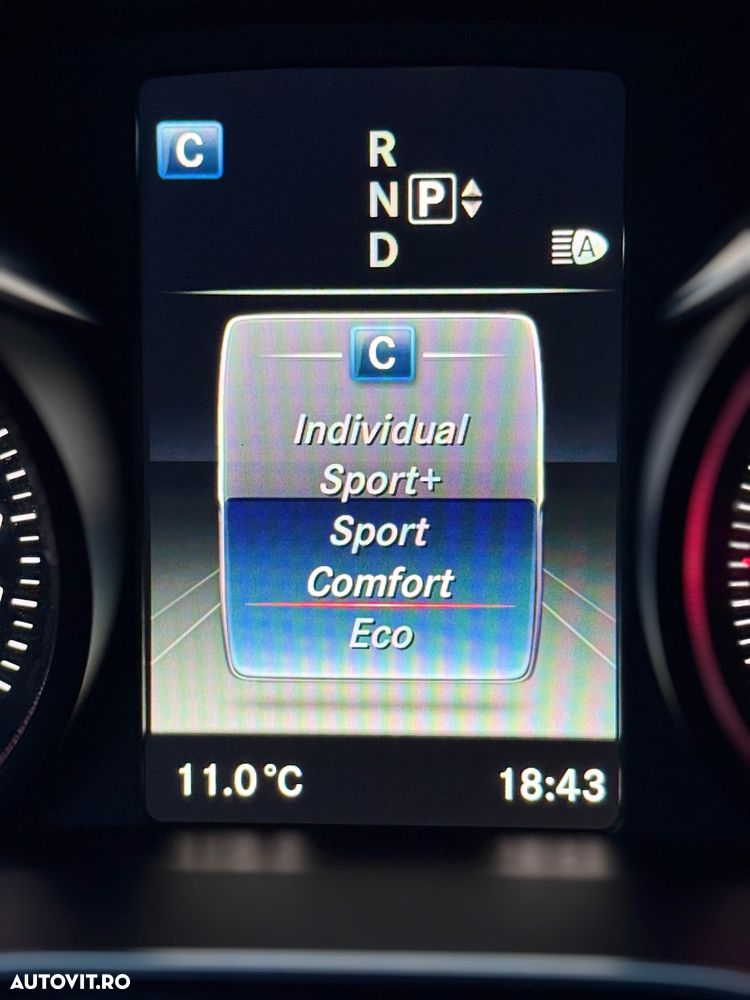 C
R
N P
D
A
C
Individual
Sport+
Sport
Comfort
Eco
11.0°C
18:43
AUTOVIT.RO